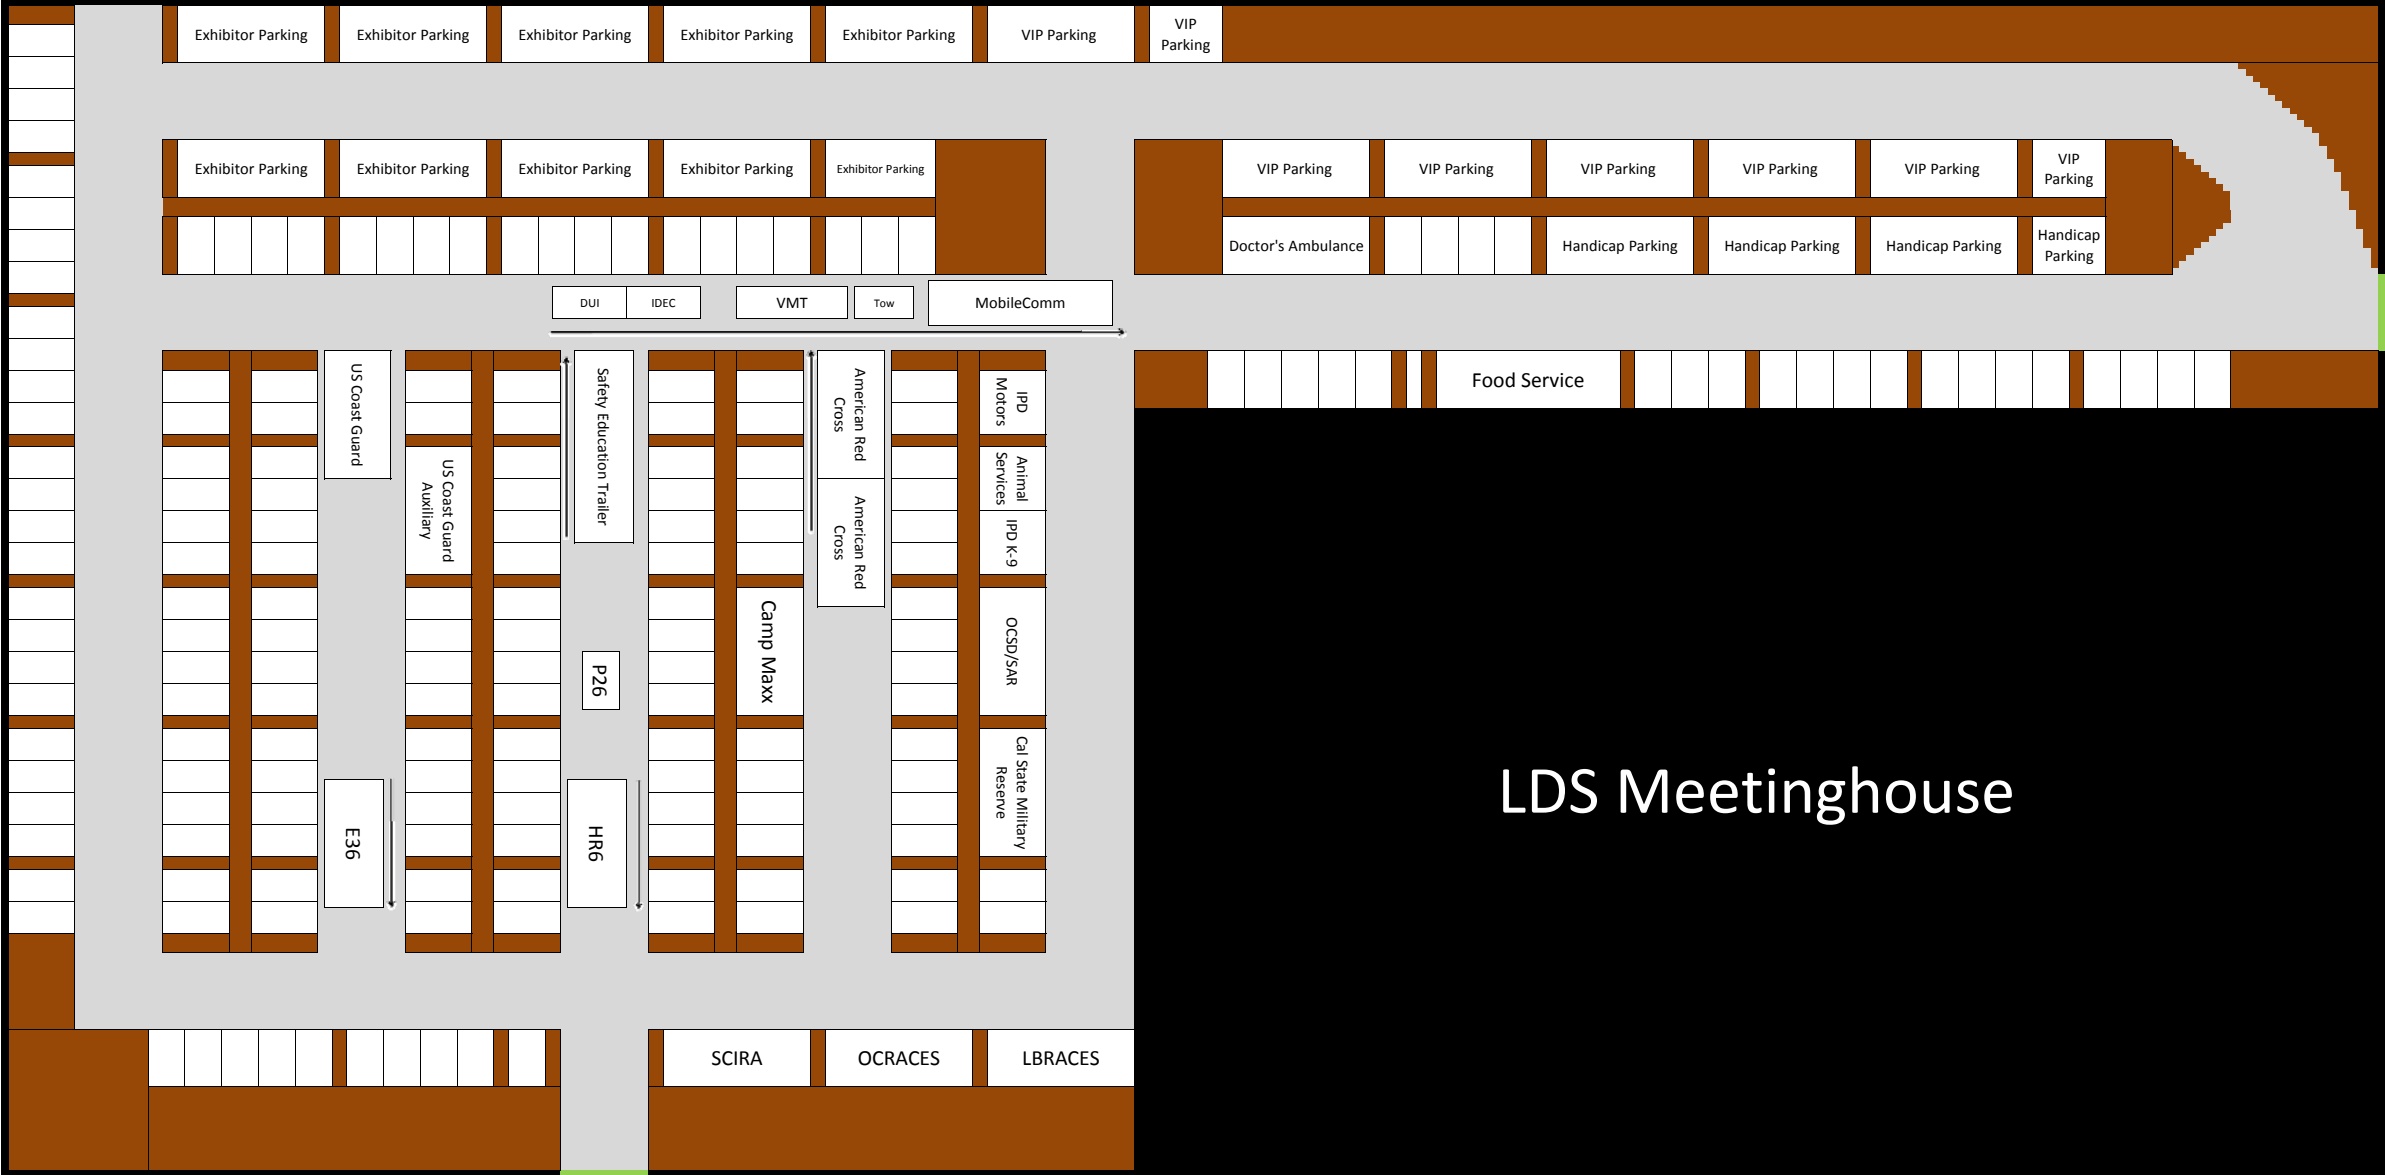 Exhibitor Parking
Exhibitor Parking
Exhibitor Parking
Exhibitor Parking
Exhibitor Parking
VIP Parking
VIP
Parking
Exhibitor Parking
Exhibitor Parking
Exhibitor Parking
Exhibitor Parking
Exhibitor Parking
VIP Parking
VIP Parking
VIP Parking
VIP Parking
VIP Parking
VIP
Parking
Doctor's Ambulance
Handicap Parking
Handicap Parking
Handicap Parking
Handicap
Parking
DUI
IDEC
VMT
Tow
MobileComm
US Coast Guard
US Coast Guard
Auxiliary
Safety Education Trailer
American Red
Cross
American Red
Cross
IPD
Motors
Animal
Services
IPD K-9
Food Service
Camp Maxx
OCSD/SAR
P26
Cal State Military
Reserve
E36
HR6
LDS Meetinghouse
SCIRA
OCRACES
LBRACES